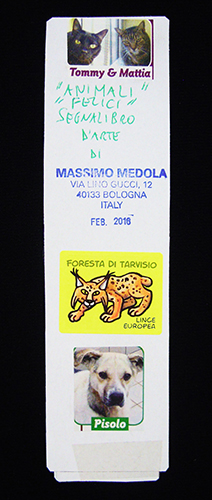 Tommy & Mattia
"ANIMALI"
"FELICI"
SEGNALIBRO
D'ARTE
DI
MASSIMO MEDOLA
VIA LINO GUCCI, 12
40133 BOLOGNA
ITALY
FEB. 2016
FORESTA DI TARVISIO
LINCE
EUROPEA
Pisolo